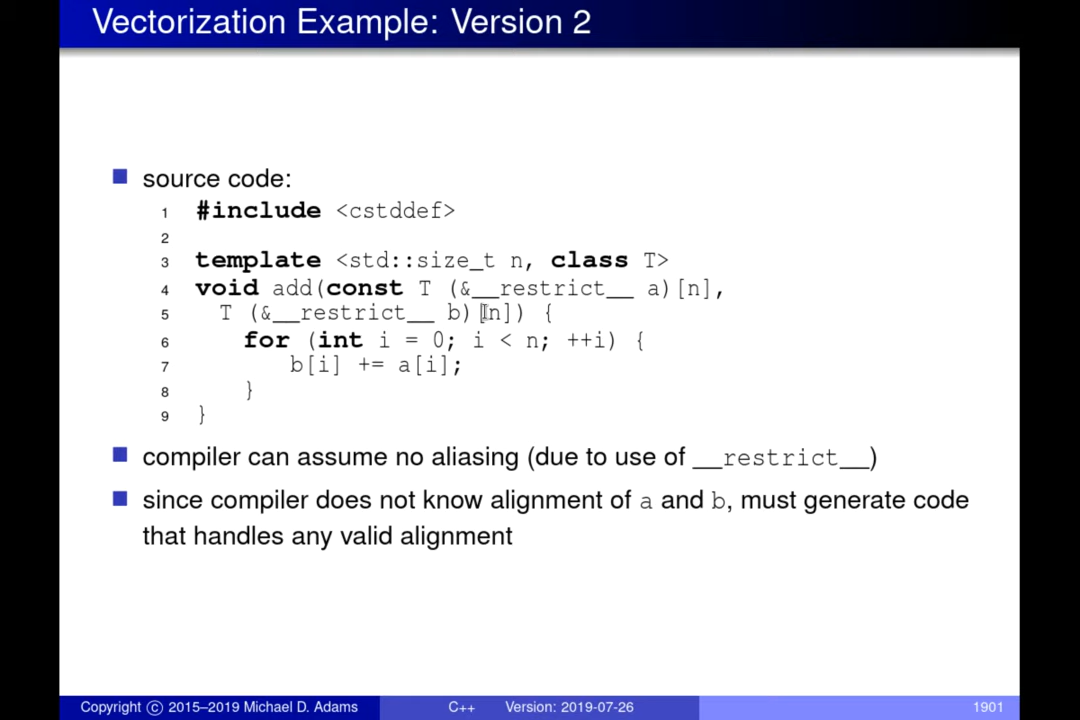 Vectorization Example: Version 2
source code:
1 #include <cstddef>
2
3 template <std::size_t n, class T>
4 void add(const T (&__restrict__ a)[n],
5 T (&__restrict__ b)[n]) {
6 for (int i = 0; i < n; ++i) {
7 b[i] += a[i];
8 }
9 }
compiler can assume no aliasing (due to use of __restrict__)
since compiler does not know alignment of a and b, must generate code
that handles any valid alignment
Copyright © 2015–2019 Michael D. Adams C++ Version: 2019-07-26 1901